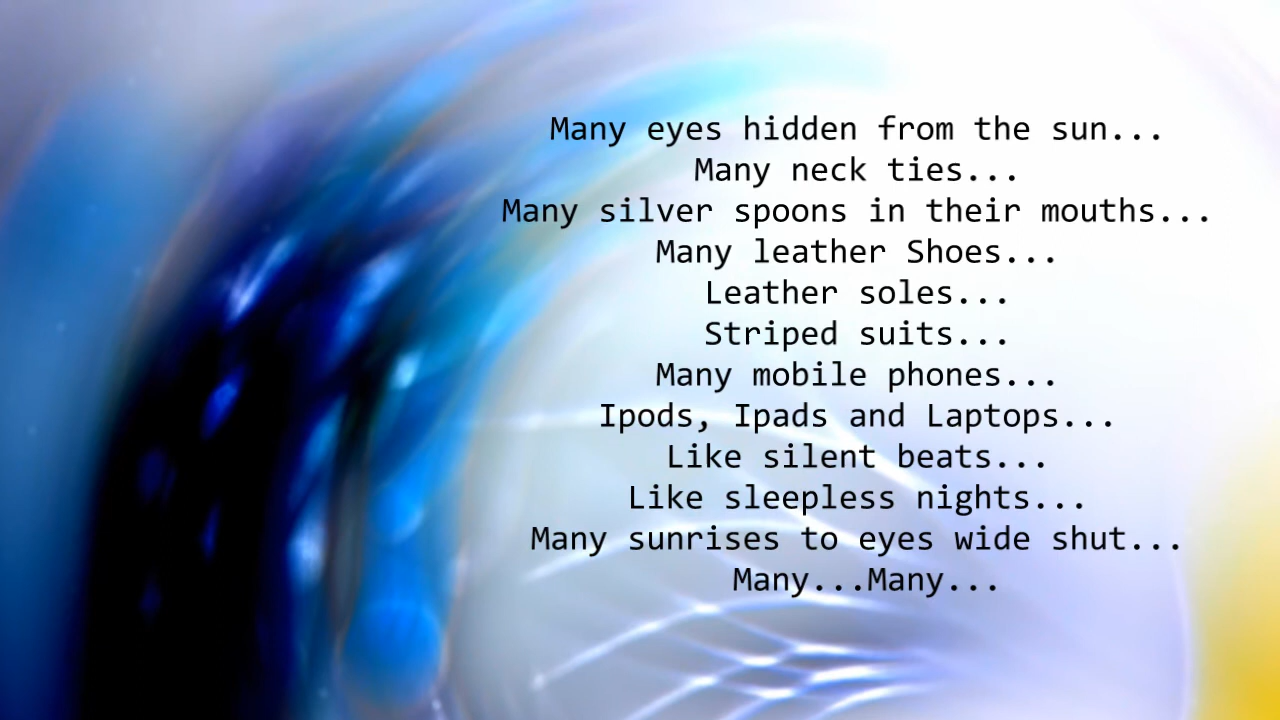 Many eyes hidden from the sun...
Many neck ties...
Many silver spoons in their mouths...
Many leather Shoes...
Leather soles...
Striped suits...
Many mobile phones...
Ipods, Ipads and Laptops...
Like silent beats...
Like sleepless nights...
Many sunrises to eyes wide shut...
Many...Many...